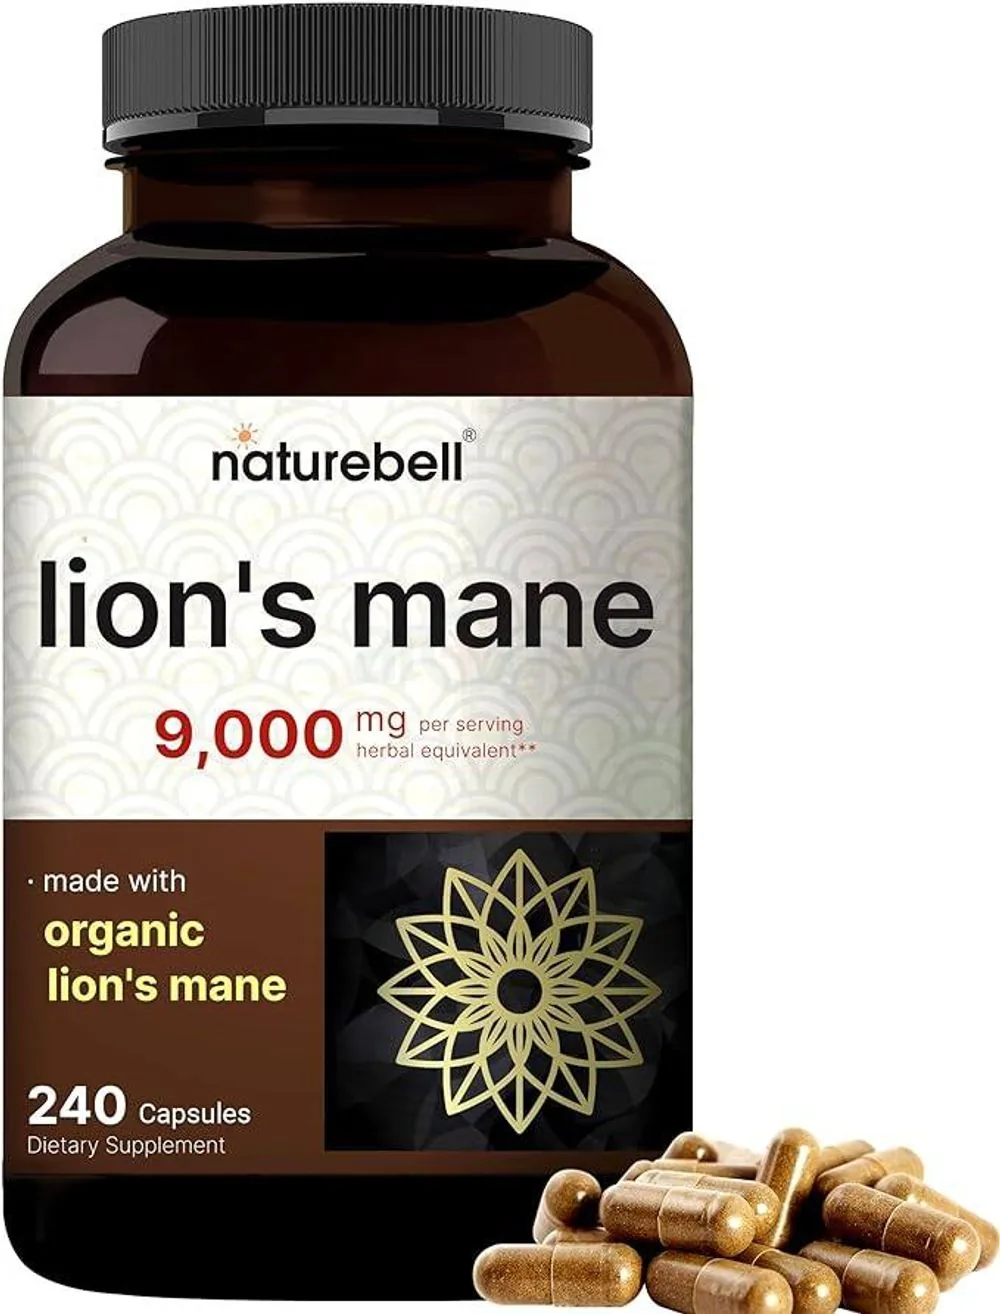 naturebell®
lion's mane
9,000 mg per serving
herbal equivalent**
· made with
organic
lion's mane
240 Capsules
Dietary Supplement